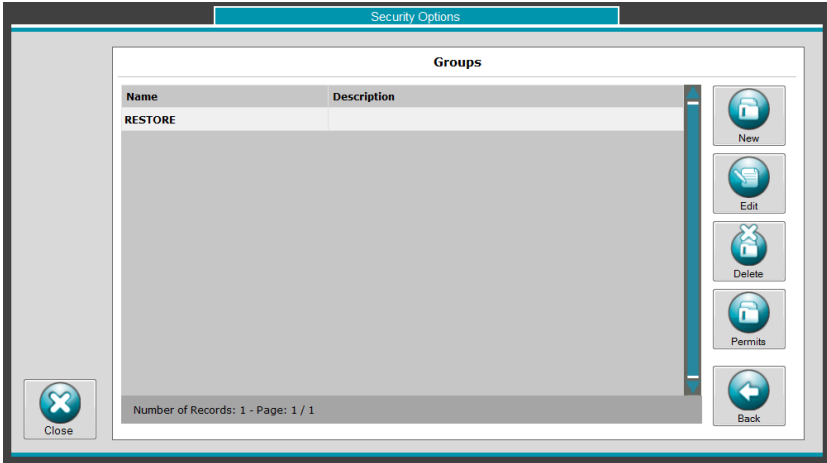 Security Options
Groups
Name Description
RESTORE
New
Edit
Delete
Permits
Back
Number of Records: 1 - Page: 1 / 1
Close